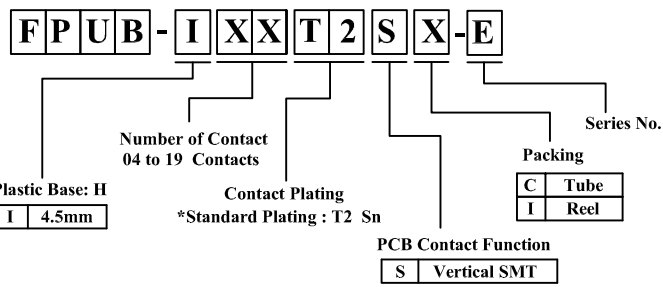 FPUB-IXXT2SX-E
Series No.
Number of Contact
04 to 19 Contacts
Packing
C Tube
I Reel
Plastic Base: H
I 4.5mm
Contact Plating
*Standard Plating : T2 Sn
PCB Contact Function
S Vertical SMT